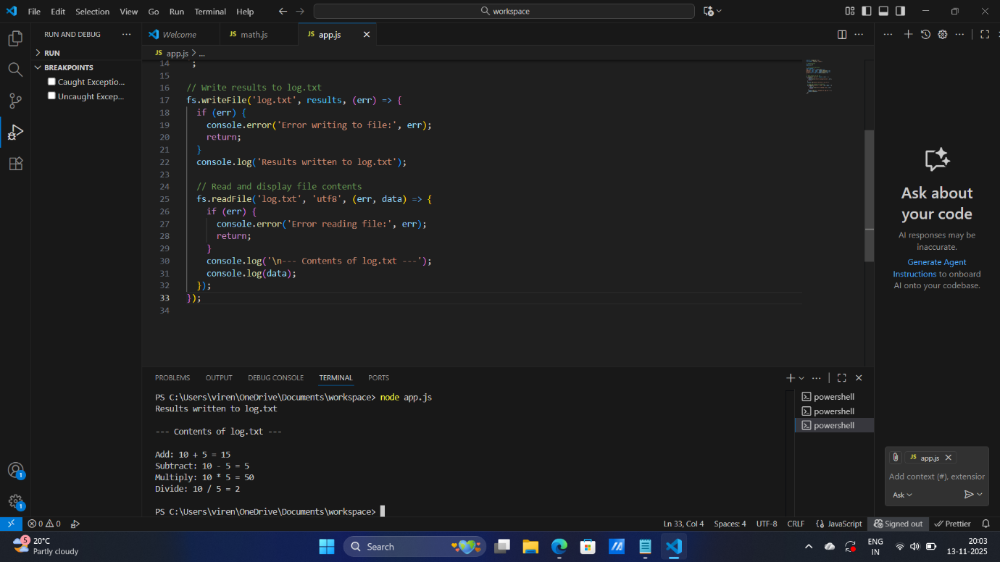 File Edit Selection View Go Run Terminal Help
workspace
RUN AND DEBUG
RUN
BREAKPOINTS
Caught Exceptio...
Uncaught Excep...
Welcome
JS math.js
JS app.js
JS app.js > ...
14 ;
15
16 // Write results to log.txt
17 fs.writeFile('log.txt', results, (err) => {
18 if (err) {
19 console.error('Error writing to file:', err);
20 return;
21 }
22 console.log('Results written to log.txt');
23
24 // Read and display file contents
25 fs.readFile('log.txt', 'utf8', (err, data) => {
26 if (err) {
27 console.error('Error reading file:', err);
28 return;
29 }
30 console.log('\n--- Contents of log.txt ---');
31 console.log(data);
32 });
33 });
34
PROBLEMS OUTPUT DEBUG CONSOLE TERMINAL PORTS
PS C:\Users\viren\OneDrive\Documents\workspace> node app.js
Results written to log.txt
--- Contents of log.txt ---
Add: 10 + 5 = 15
Subtract: 10 - 5 = 5
Multiply: 10 * 5 = 50
Divide: 10 / 5 = 2
PS C:\Users\viren\OneDrive\Documents\workspace>
powershell
powershell
powershell
Ask about
your code
AI responses may be
inaccurate.
Generate Agent
Instructions to onboard
AI onto your codebase.
JS app.js
Add context (#), extension
Ask
1
1
0 0
Ln 33, Col 4 Spaces: 4 UTF-8 CRLF {} JavaScript Signed out Prettier
5
20°C
Partly cloudy
Search
ENG
IN
20:03
13-11-2025